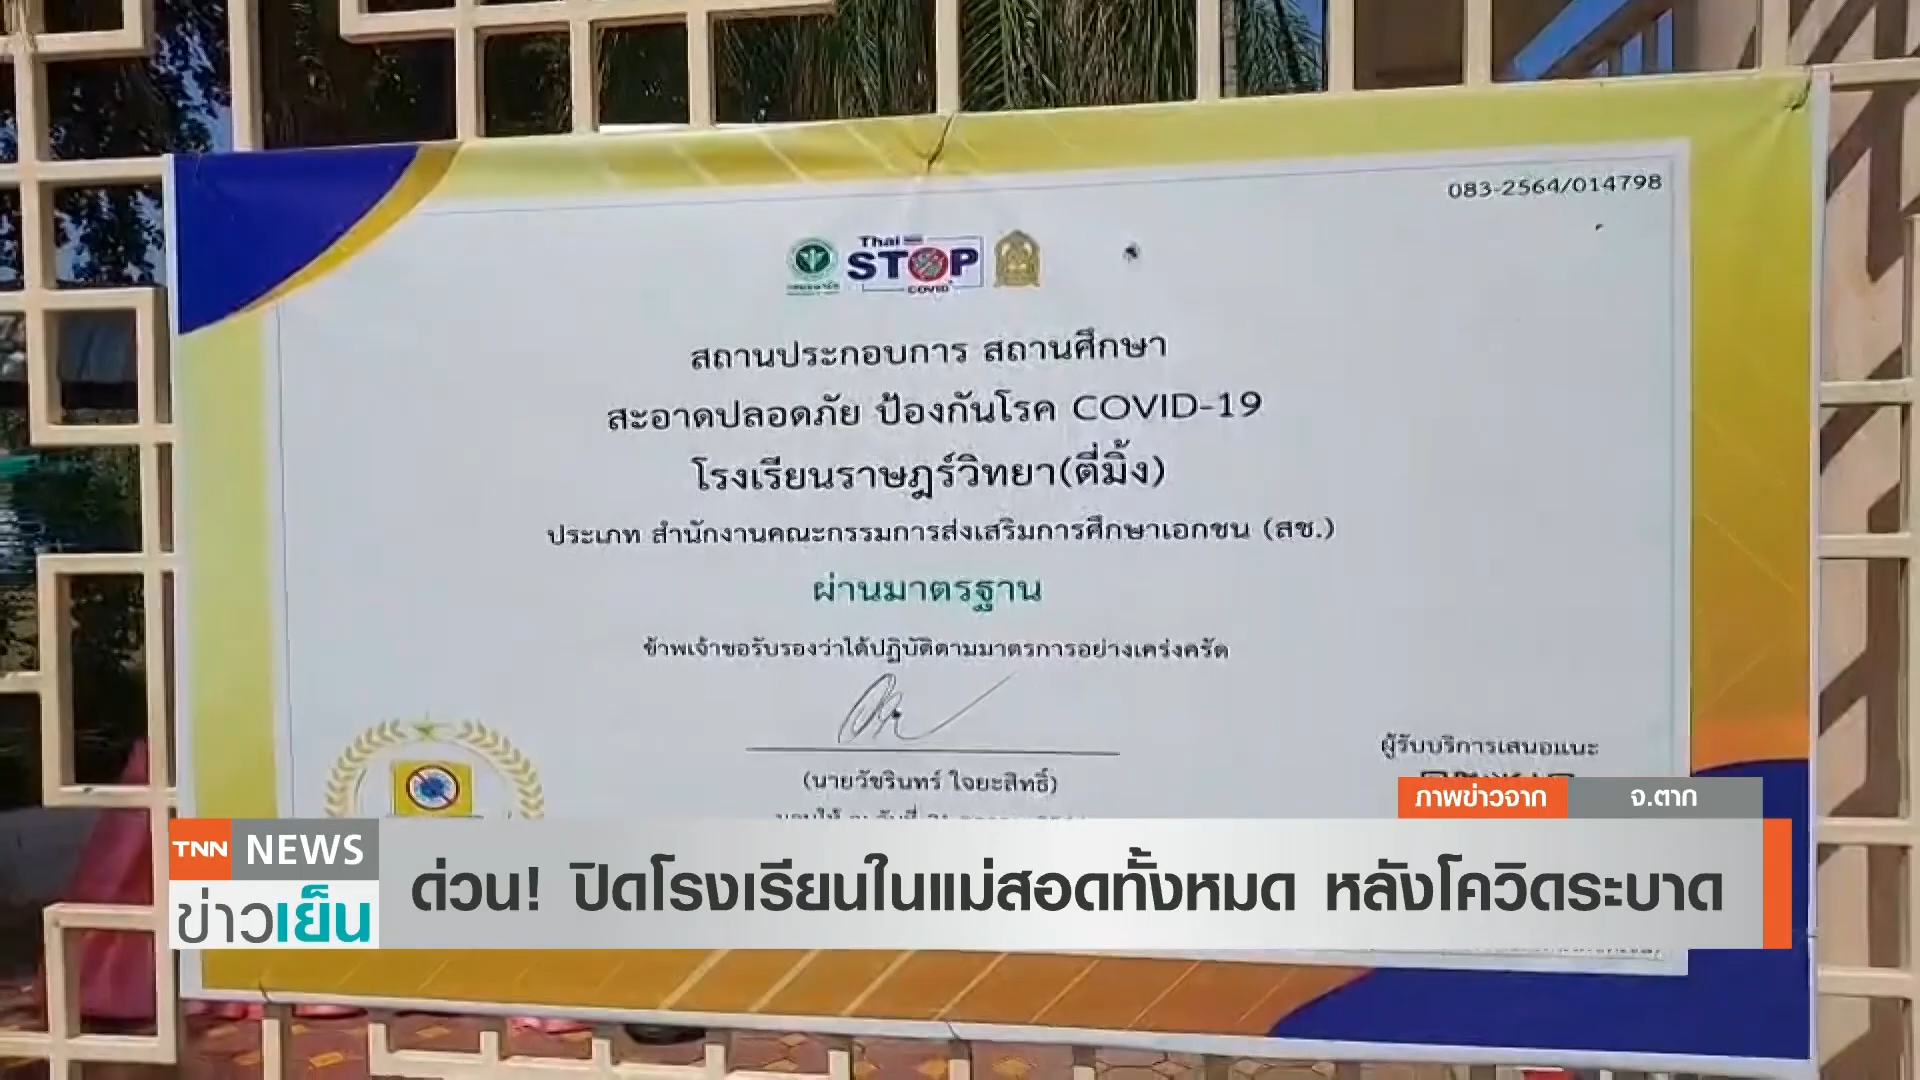 083-2564/014798
Thai
STOP
COVID
สถานประกอบการ สถานศึกษา
สะอาดปลอดภัย ป้องกันโรค COVID-19
โรงเรียนราษฎร์วิทยา(ตี่มิ้ง)
ประเภท สำนักงานคณะกรรมการส่งเสริมการศึกษาเอกชน (สช.)
ผ่านมาตรฐาน
ข้าพเจ้าขอรับรองว่าได้ปฏิบัติตามมาตรการอย่างเคร่งครัด
ผู้รับบริการเสนอแนะ
(นายวัชรินทร์ ใจยะสิทธิ์)
ภาพข่าวจาก จ.ตาก
TNN NEWS
ข่าวเย็น
ด่วน! ปิดโรงเรียนในแม่สอดทั้งหมด หลังโควิดระบาด